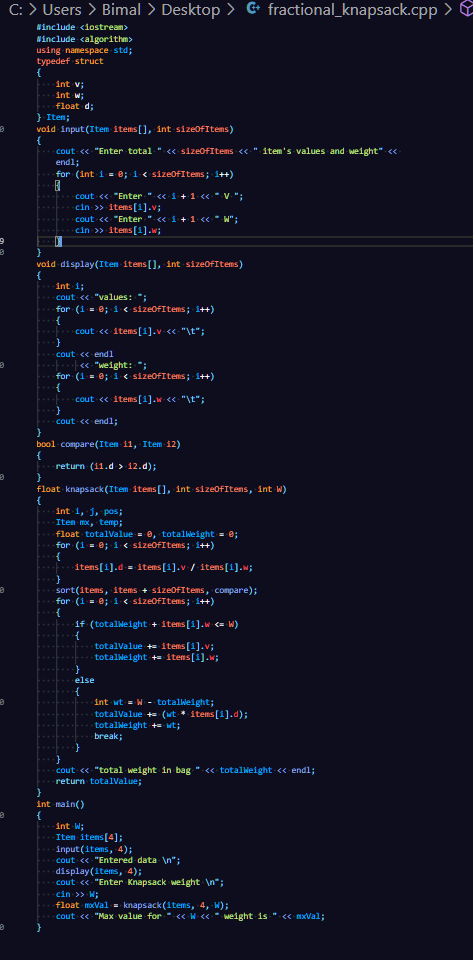 C: > Users > Bimal > Desktop > fractional_knapsack.cpp >
#include <iostream>
#include <algorithm>
using namespace std;
typedef struct
{
    int v;
    int w;
    float d;
} Item;
void input(Item items[], int sizeOfItems)
{
    cout << "Enter total " << sizeOfItems << " item's values and weight" <<
    endl;
    for (int i = 0; i < sizeOfItems; i++)
    {
        cout << "Enter " << i + 1 << " V ";
        cin >> items[i].v;
        cout << "Enter " << i + 1 << " W";
        cin >> items[i].w;
    }
}
void display(Item items[], int sizeOfItems)
{
    int i;
    cout << "values: ";
    for (i = 0; i < sizeOfItems; i++)
    {
        cout << items[i].v << "\t";
    }
    cout << endl
         << "weight: ";
    for (i = 0; i < sizeOfItems; i++)
    {
        cout << items[i].w << "\t";
    }
    cout << endl;
}
bool compare(Item i1, Item i2)
{
    return (i1.d > i2.d);
}
float knapsack(Item items[], int sizeOfItems, int W)
{
    int i, j, pos;
    Item mx, temp;
    float totalValue = 0, totalWeight = 0;
    for (i = 0; i < sizeOfItems; i++)
    {
        items[i].d = items[i].v / items[i].w;
    }
    sort(items, items + sizeOfItems, compare);
    for (i = 0; i < sizeOfItems; i++)
    {
        if (totalWeight + items[i].w <= W)
        {
            totalValue += items[i].v;
            totalWeight += items[i].w;
        }
        else
        {
            int wt = W - totalWeight;
            totalValue += (wt * items[i].d);
            totalWeight += wt;
            break;
        }
    }
    cout << "total weight in bag " << totalWeight << endl;
    return totalValue;
}
int main()
{
    int W;
    Item items[4];
    input(items, 4);
    cout << "Entered data \n";
    display(items, 4);
    cout << "Enter Knapsack weight \n";
    cin >> W;
    float mxVal = knapsack(items, 4, W);
    cout << "Max value for " << W << " weight is " << mxVal;
}